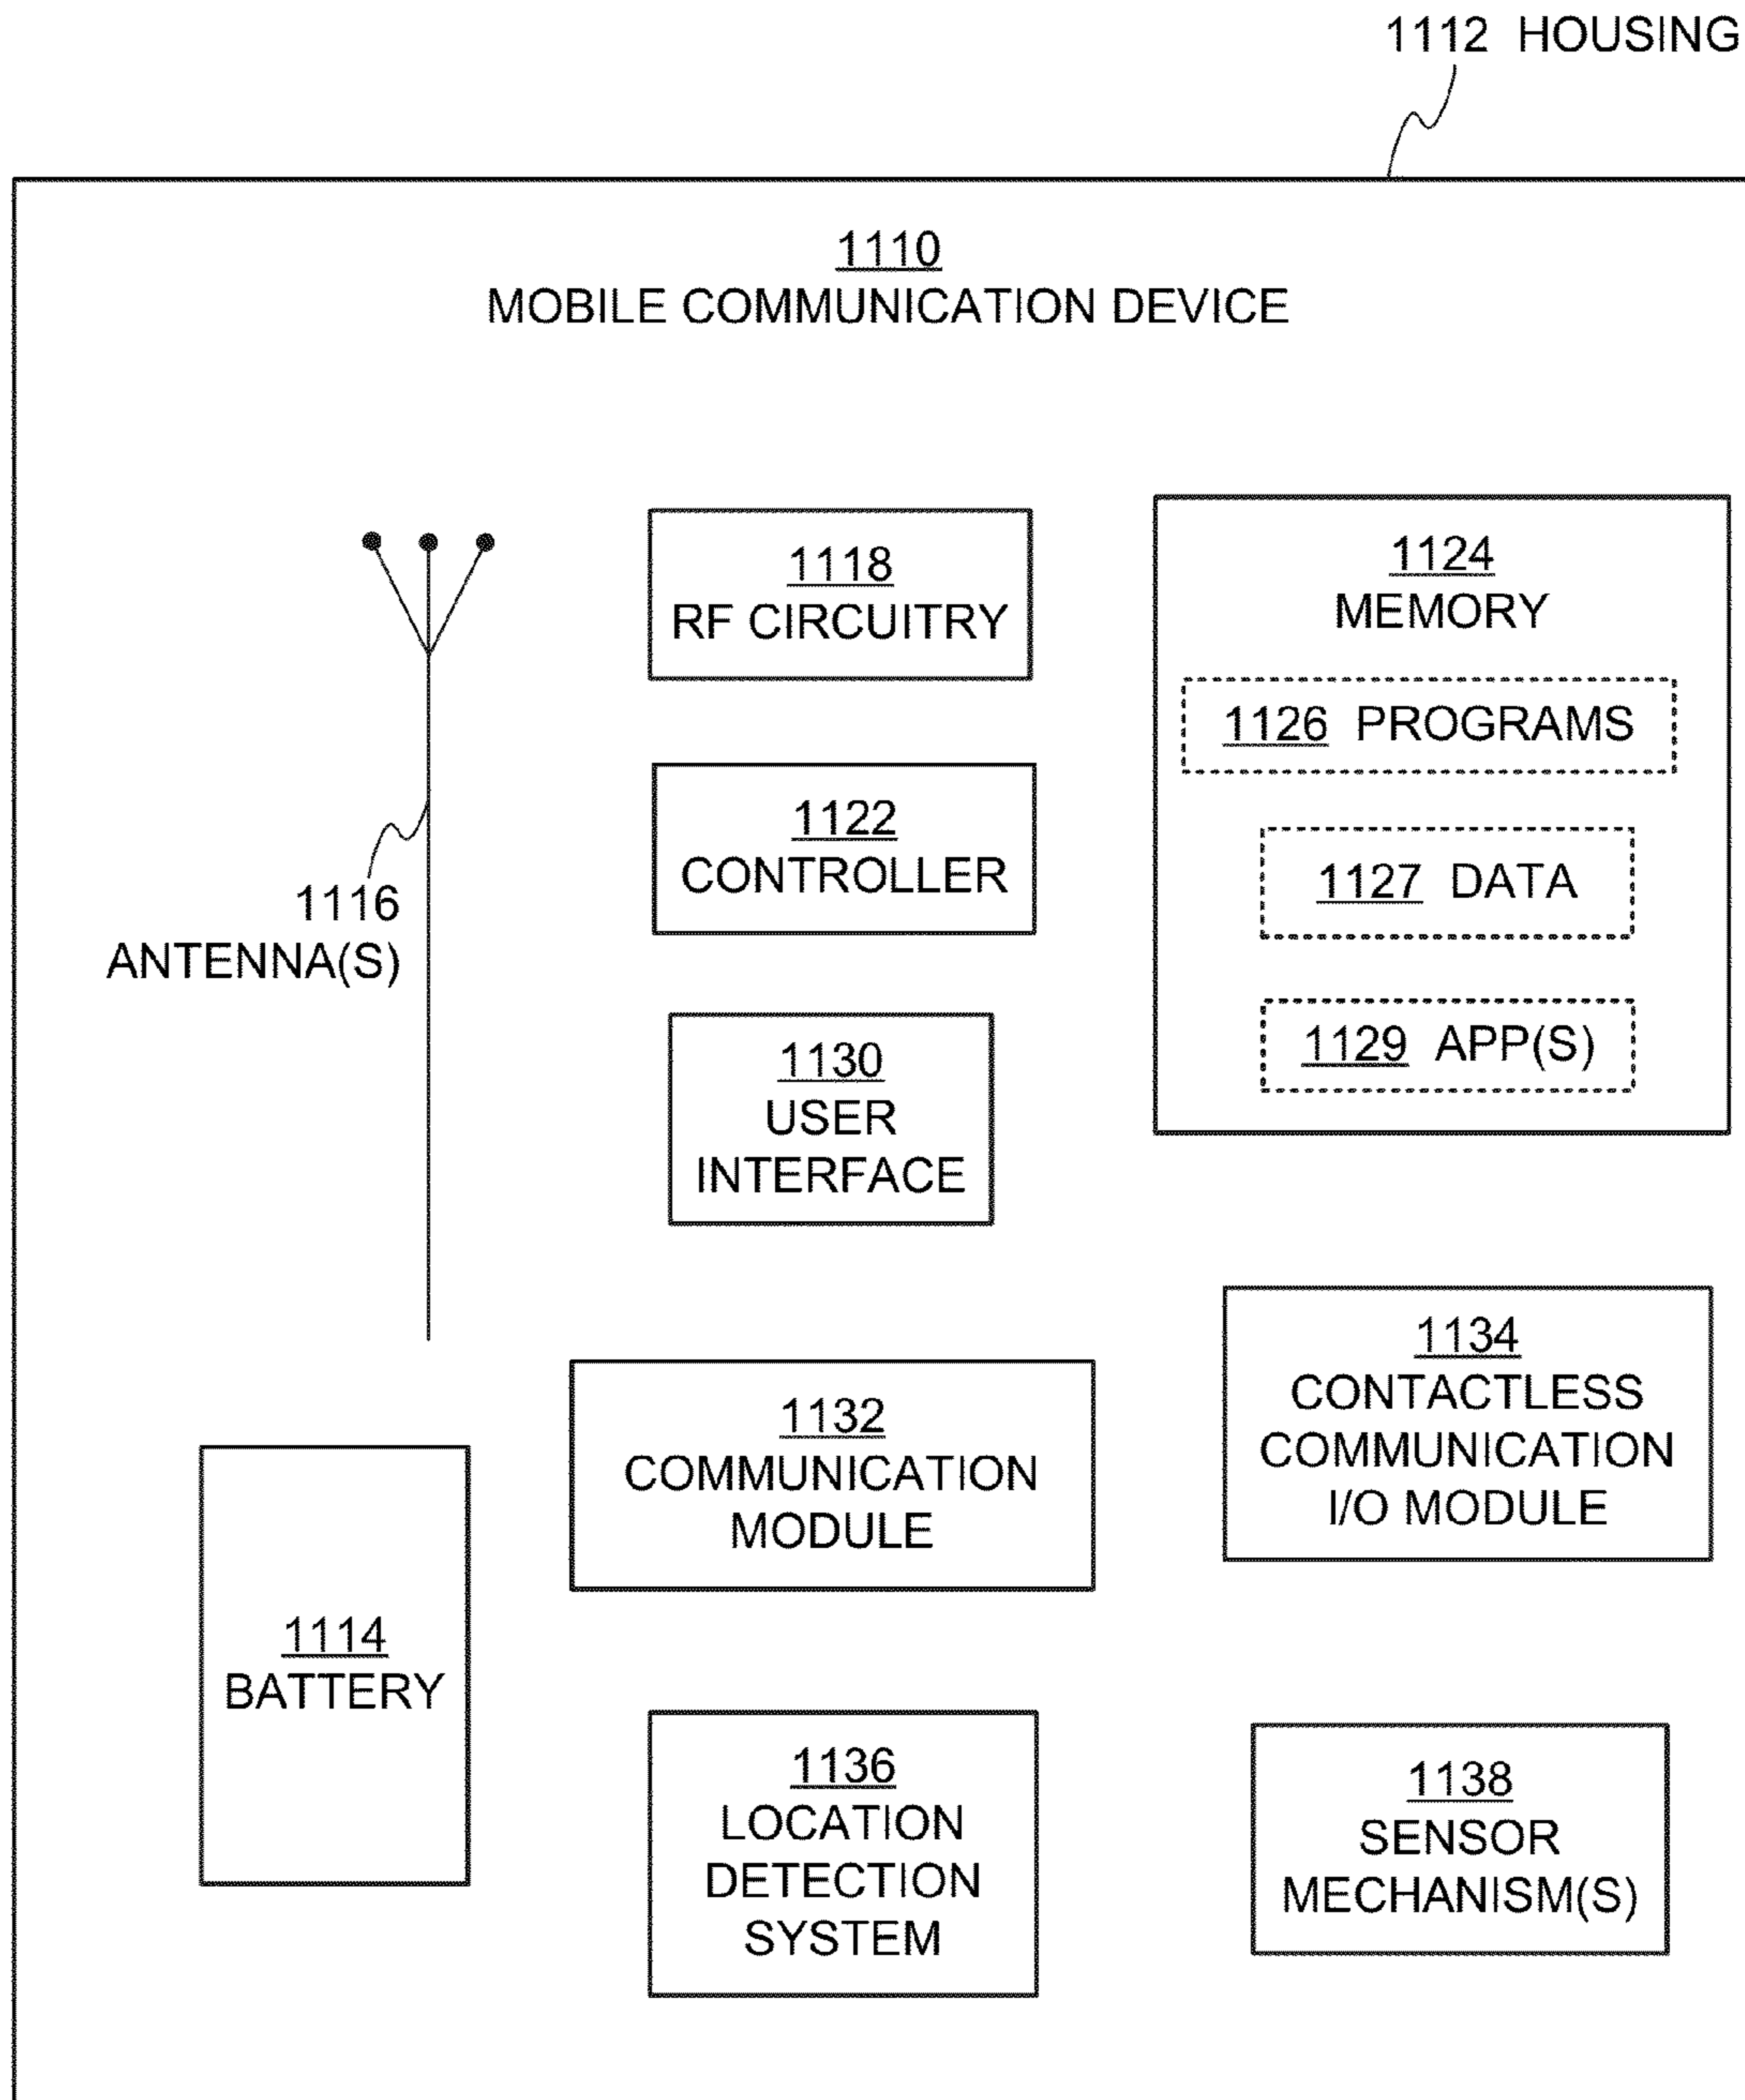 1112 HOUSING
1110
MOBILE COMMUNICATION DEVICE
1116
ANTENNA(S)
1118
RF CIRCUITRY
1122
CONTROLLER
1130
USER
INTERFACE
1124
MEMORY
1126 PROGRAMS
1127 DATA
1129 APP(S)
1114
BATTERY
1132
COMMUNICATION
MODULE
1134
CONTACTLESS
COMMUNICATION
I/O MODULE
1136
LOCATION
DETECTION
SYSTEM
1138
SENSOR
MECHANISM(S)